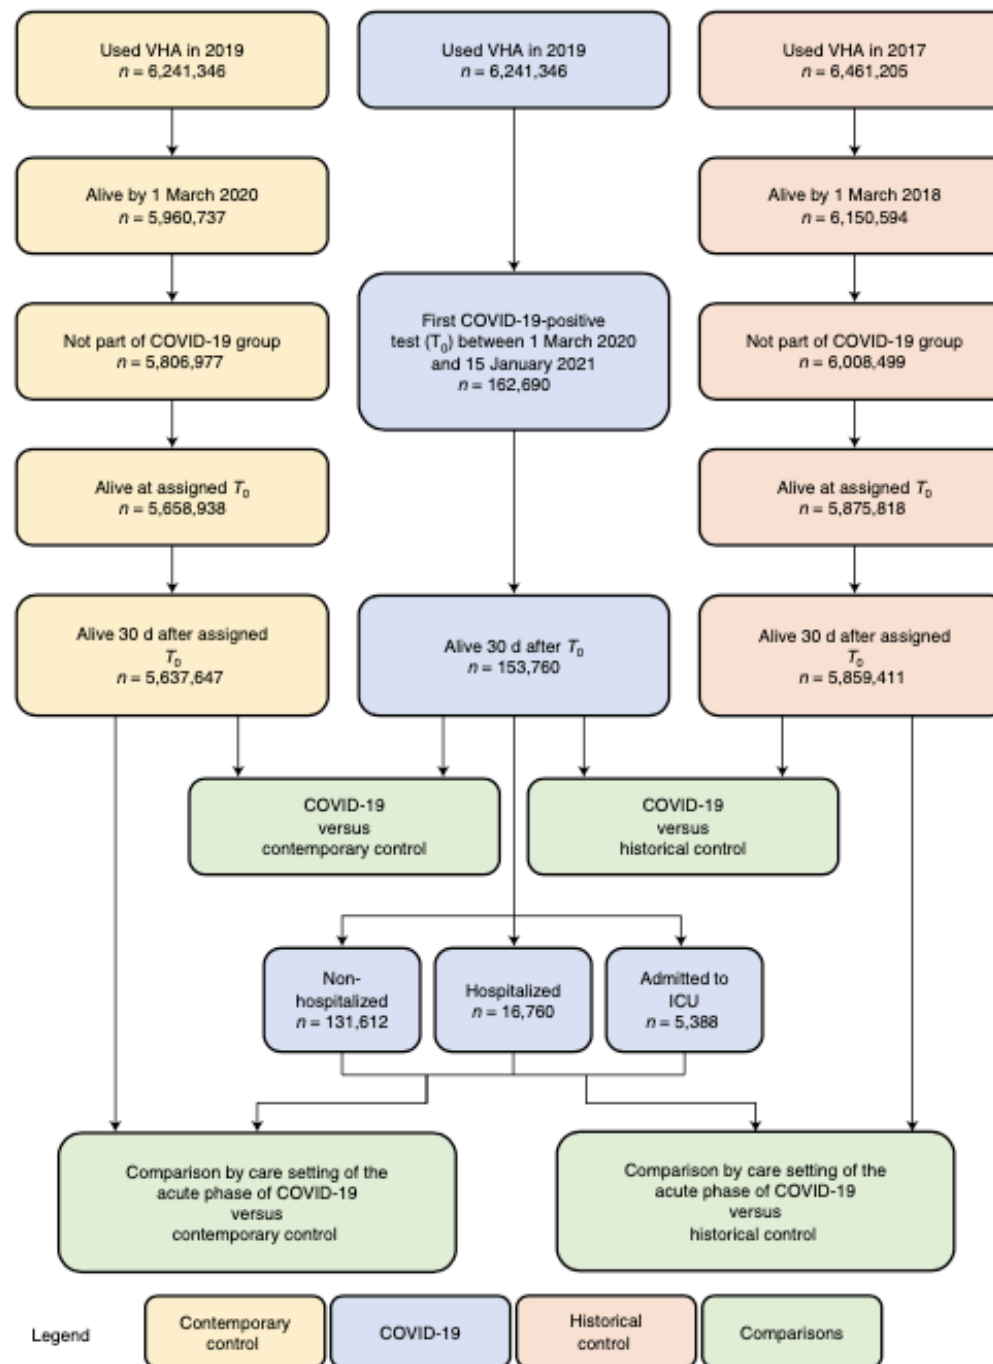 Used VHA in 2019
n = 6,241,346
Used VHA in 2019
n = 6,241,346
Used VHA in 2017
n = 6,461,205
Alive by 1 March 2020
n = 5,960,737
Alive by 1 March 2018
n = 6,150,594
Not part of COVID-19 group
n = 5,806,977
First COVID-19-positive
test (T₀) between 1 March 2020
and 15 January 2021
n = 162,690
Not part of COVID-19 group
n = 6,008,499
Alive at assigned T₀
n = 5,658,938
Alive at assigned T₀
n = 5,875,818
Alive 30 d after assigned
T₀
n = 5,637,647
Alive 30 d after T₀
n = 153,760
Alive 30 d after assigned
T₀
n = 5,859,411
COVID-19
versus
contemporary control
COVID-19
versus
historical control
Non-
hospitalized
n = 131,612
Hospitalized
n = 16,760
Admitted to
ICU
n = 5,388
Comparison by care setting of the
acute phase of COVID-19
versus
contemporary control
Comparison by care setting of the
acute phase of COVID-19
versus
historical control
Legend
Contemporary
control
COVID-19
Historical
control
Comparisons